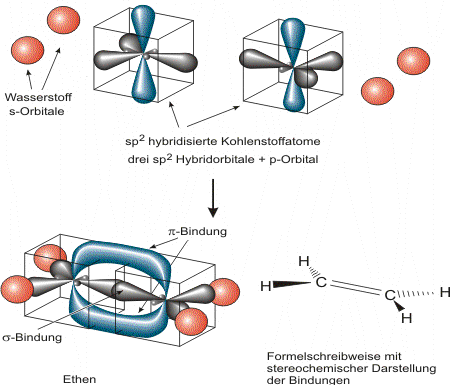 Wasserstoff
s-Orbitale
sp² hybridisierte Kohlenstoffatome
drei sp² Hybridorbitale + p-Orbital
π-Bindung
σ-Bindung
H
H
C
C
H
H
Formelschreibweise mit
stereochemischer Darstellung
der Bindungen
Ethen